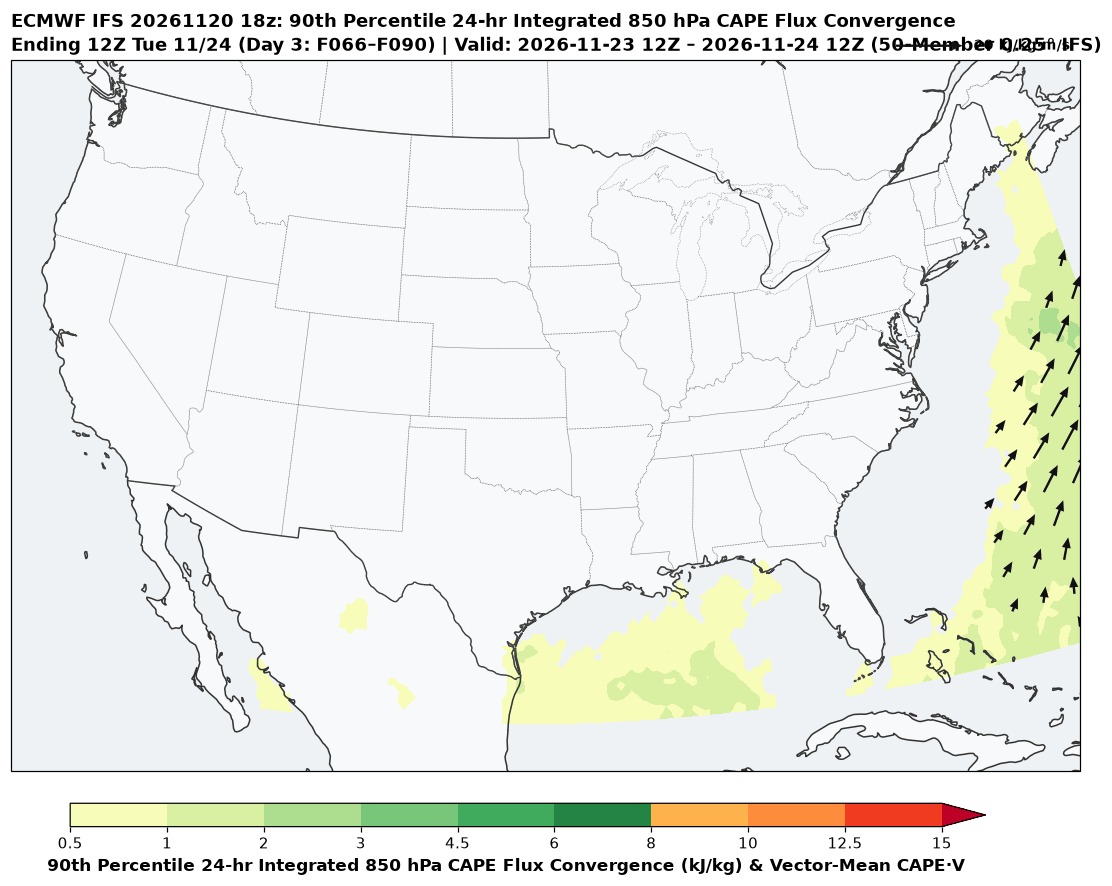 ECMWF IFS 20261120 18z: 90th Percentile 24-hr Integrated 850 hPa CAPE Flux Convergence
Ending 12Z Tue 11/24 (Day 3: F066–F090) | Valid: 2026-11-23 12Z – 2026-11-24 12Z (50-Member 0.25° IFS)
0.5 1 2 3 4.5 6 8 10 12.5 15
90th Percentile 24-hr Integrated 850 hPa CAPE Flux Convergence (kJ/kg) & Vector-Mean CAPE·V